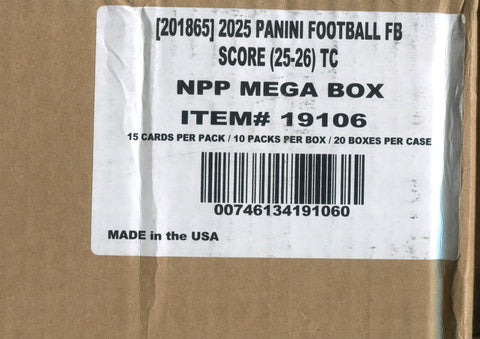 [201865] 2025 PANINI FOOTBALL FB
SCORE (25-26) TC
NPP MEGA BOX
ITEM# 19106
15 CARDS PER PACK / 10 PACKS PER BOX / 20 BOXES PER CASE
00746134191060
MADE in the USA